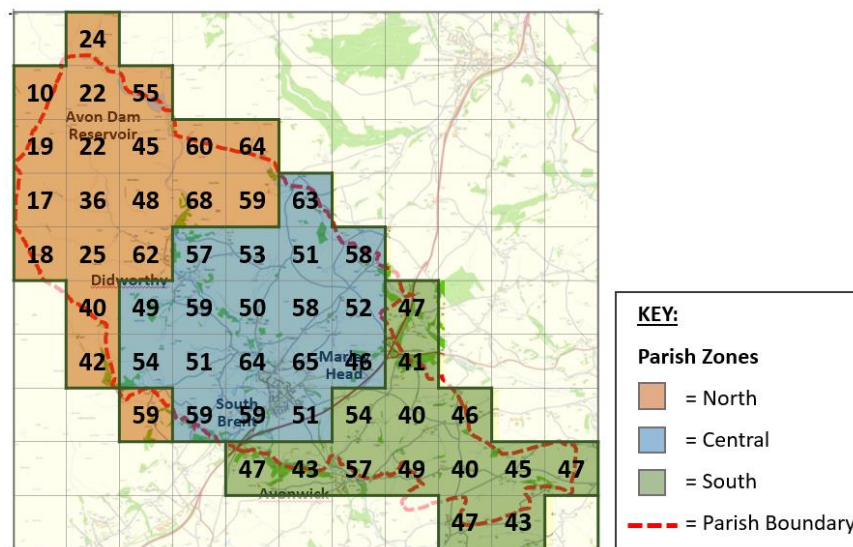 24
10 22 55
Avon Dam
Reservoir
19 22 45 60 64
17 36 48 68 59 63
18 25 62 57 53 51 58
Didworthy
40 49 59 50 58 52 47
42 54 51 64 65 46 41
Marley
Head
59 59 59 51 54 40 46
South
Brent
47 43 57 49 40 45 47
Avonwick
47 43
KEY:
Parish Zones
= North
= Central
= South
= Parish Boundary